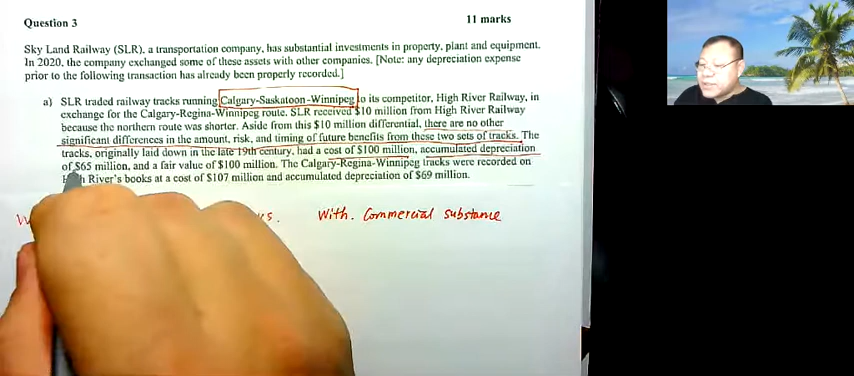 Question 3
11 marks
Sky Land Railway (SLR), a transportation company, has substantial investments in property, plant and equipment.
In 2020, the company exchanged some of these assets with other companies. [Note: any depreciation expense
prior to the following transaction has already been properly recorded.]
a) SLR traded railway tracks running Calgary-Saskatoon-Winnipeg to its competitor, High River Railway, in
exchange for the Calgary-Regina-Winnipeg route. SLR received $10 million from High River Railway
because the northern route was shorter. Aside from this $10 million differential, there are no other
significant differences in the amount, risk, and timing of future benefits from these two sets of tracks. The
tracks, originally laid down in the late 19th century, had a cost of $100 million, accumulated depreciation
of $65 million, and a fair value of $100 million. The Calgary-Regina-Winnipeg tracks were recorded on
River's books at a cost of $107 million and accumulated depreciation of $69 million.
With. Commercial substance